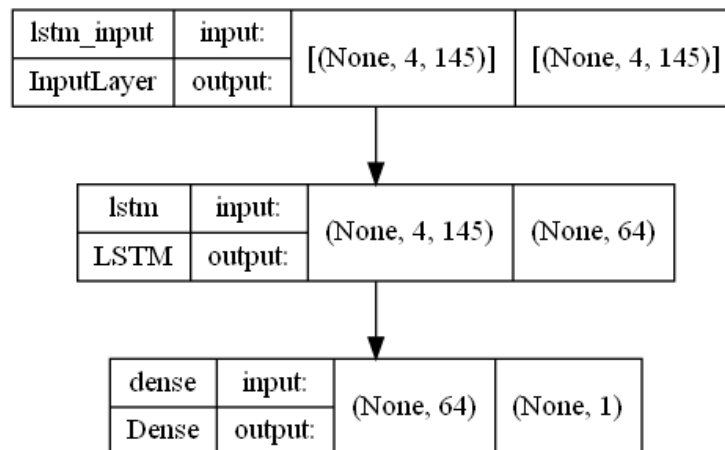 lstm_input input: [(None, 4, 145)] [(None, 4, 145)]
InputLayer output:
lstm input: (None, 4, 145) (None, 64)
LSTM output:
dense input: (None, 64) (None, 1)
Dense output: